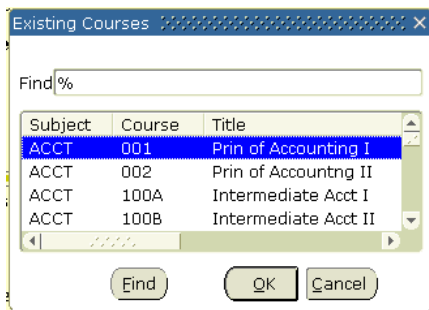 Existing Courses
Find %
Subject Course Title
ACCT 001 Prin of Accounting I
ACCT 002 Prin of Accountng II
ACCT 100A Intermediate Acct I
ACCT 100B Intermediate Acct II
Find OK Cancel